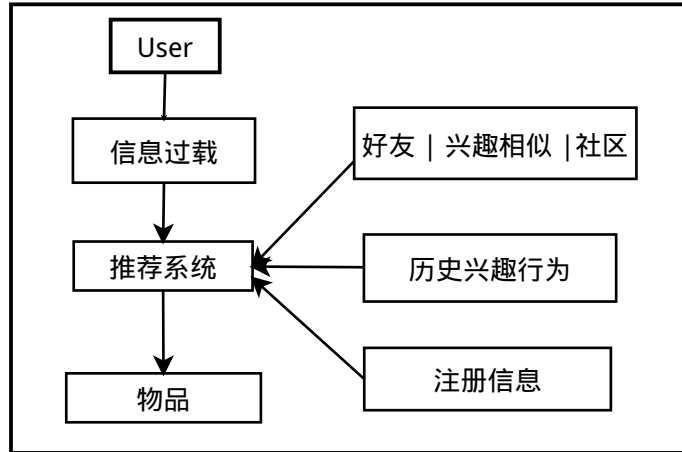 User
信息过载
好友 | 兴趣相似 |社区
推荐系统
历史兴趣行为
注册信息
物品